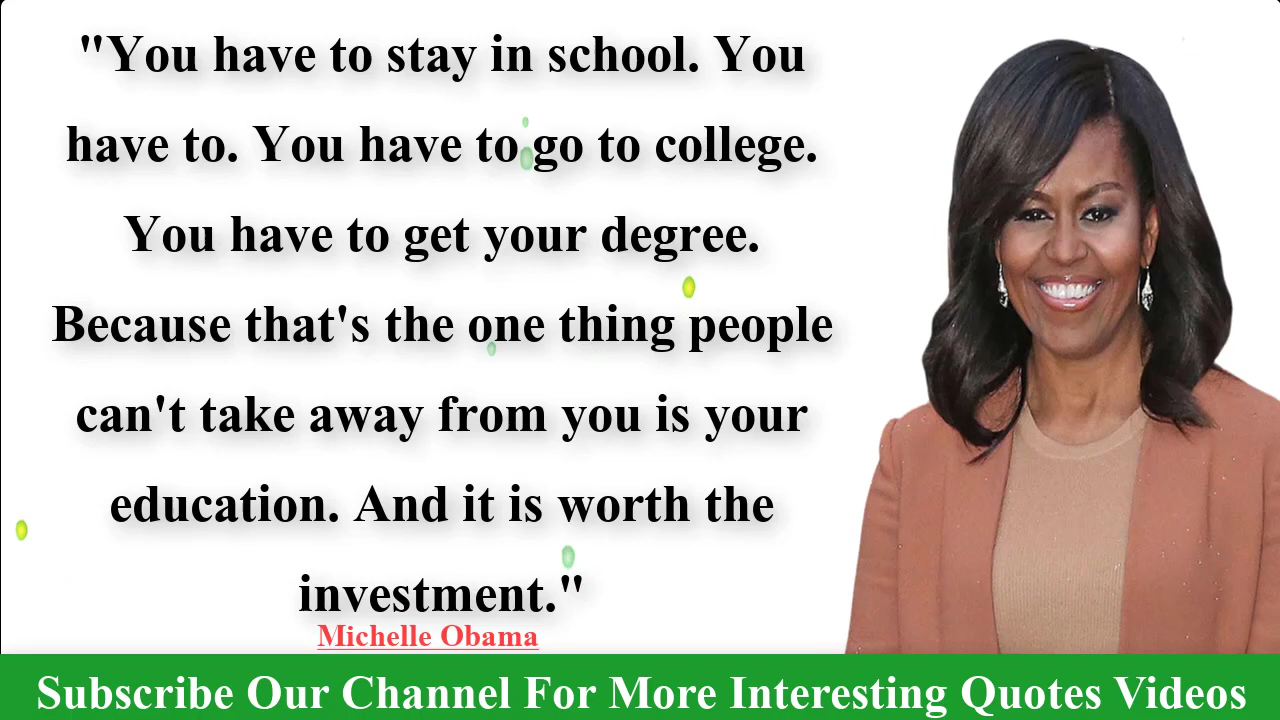 "You have to stay in school. You
have to. You have to go to college.
You have to get your degree.
Because that's the one thing people
can't take away from you is your
education. And it is worth the
investment."
Michelle Obama
Subscribe Our Channel For More Interesting Quotes Videos